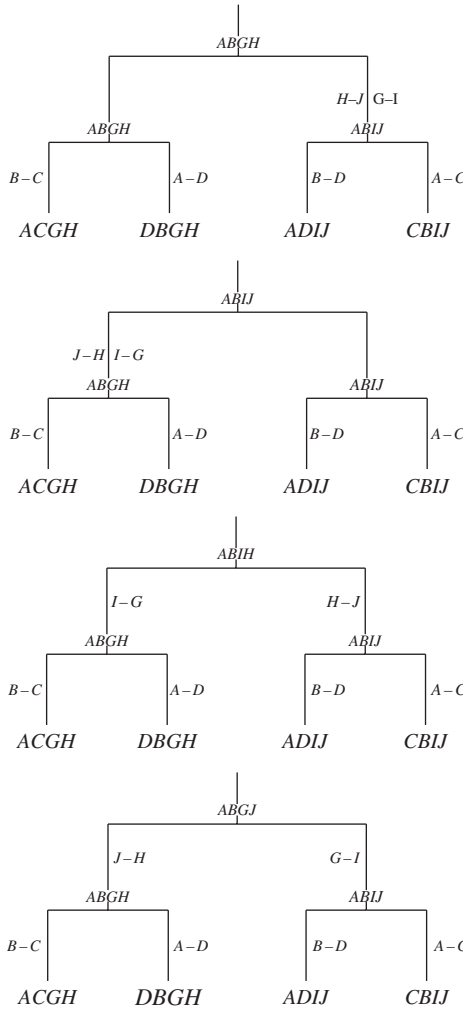 ABGH
H–J G–I
ABGH ABIJ
B–C A–D B–D A–C
ACGH DBGH ADIJ CBIJ
ABIJ
J–H I–G
ABGH ABIJ
B–C A–D B–D A–C
ACGH DBGH ADIJ CBIJ
ABIH
I–G H–J
ABGH ABIJ
B–C A–D B–D A–C
ACGH DBGH ADIJ CBIJ
ABGJ
J–H G–I
ABGH ABIJ
B–C A–D B–D A–C
ACGH DBGH ADIJ CBIJ